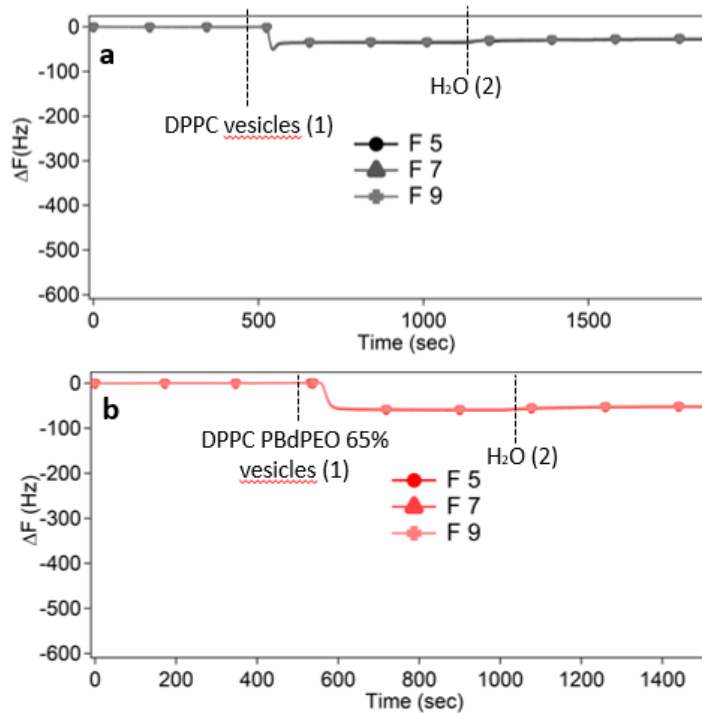 0
-100
-200
-300
-400
-500
-600
ΔF(Hz)
a
DPPC vesicles (1)
H₂O (2)
F 5
F 7
F 9
0 500 1000 1500
Time (sec)
0
-100
-200
-300
-400
-500
-600
ΔF (Hz)
b
DPPC PBdPEO 65%
vesicles (1)
H₂O (2)
F 5
F 7
F 9
0 200 400 600 800 1000 1200 1400
Time (sec)